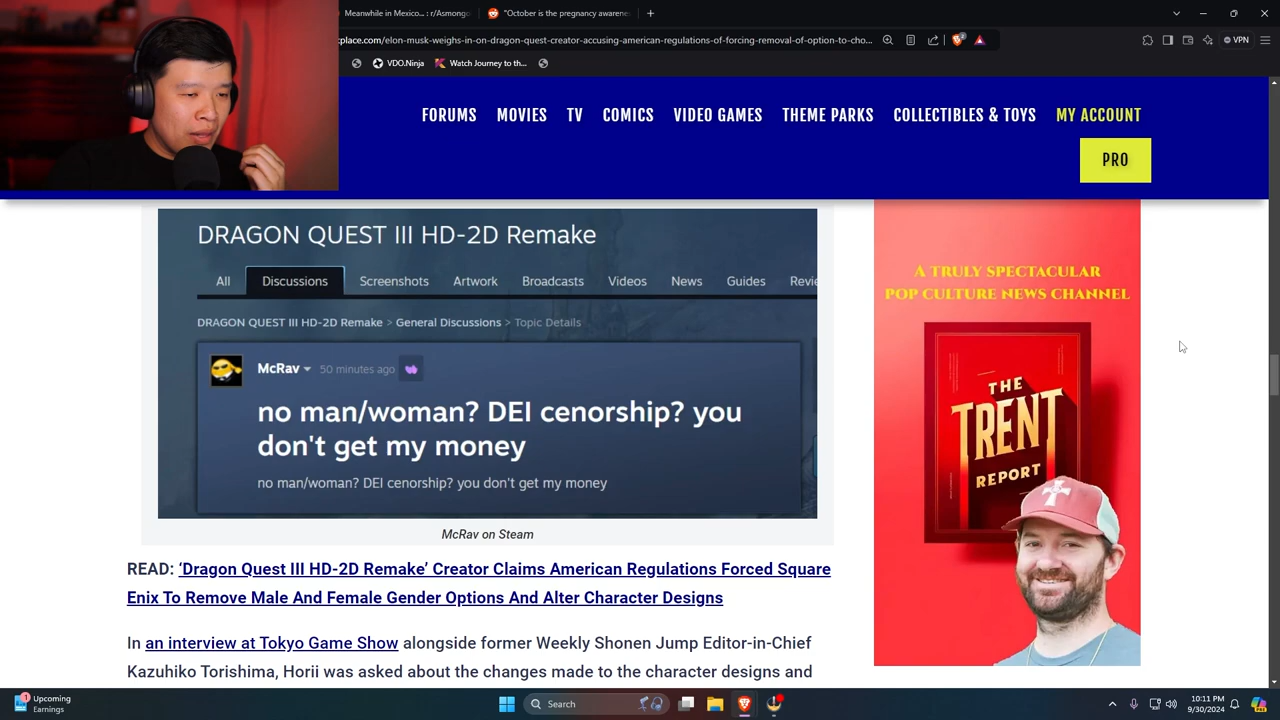 Meanwhile in Mexico... : r/Asmongo
"October is the pregnancy awarene
place.com/elon-musk-weighs-in-on-dragon-quest-creator-accusing-american-regulations-of-forcing-removal-of-option-to-cho...
VPN
VDO.Ninja
Watch Journey to th...
FORUMS MOVIES TV COMICS VIDEO GAMES THEME PARKS COLLECTIBLES & TOYS MY ACCOUNT
PRO
DRAGON QUEST III HD-2D Remake
All Discussions Screenshots Artwork Broadcasts Videos News Guides Revie
DRAGON QUEST III HD-2D Remake > General Discussions > Topic Details
McRav 50 minutes ago
no man/woman? DEI cenorship? you
don't get my money
no man/woman? DEI cenorship? you don't get my money
McRav on Steam
READ: 'Dragon Quest III HD-2D Remake' Creator Claims American Regulations Forced Square
Enix To Remove Male And Female Gender Options And Alter Character Designs
In an interview at Tokyo Game Show alongside former Weekly Shonen Jump Editor-in-Chief
Kazuhiko Torishima, Horii was asked about the changes made to the character designs and
A TRULY SPECTACULAR
POP CULTURE NEWS CHANNEL
THE
TRENT
REPORT
1
Upcoming
Earnings
Search
10:11 PM
9/30/2024